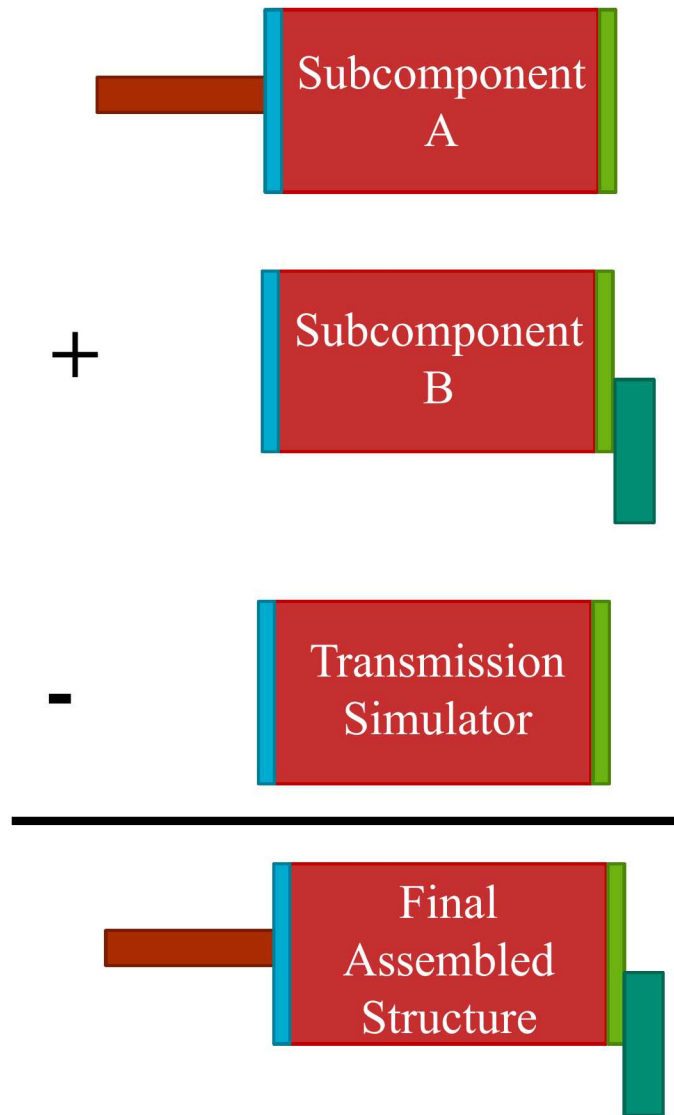 Subcomponent
A
+
Subcomponent
B
-
Transmission
Simulator
Final
Assembled
Structure